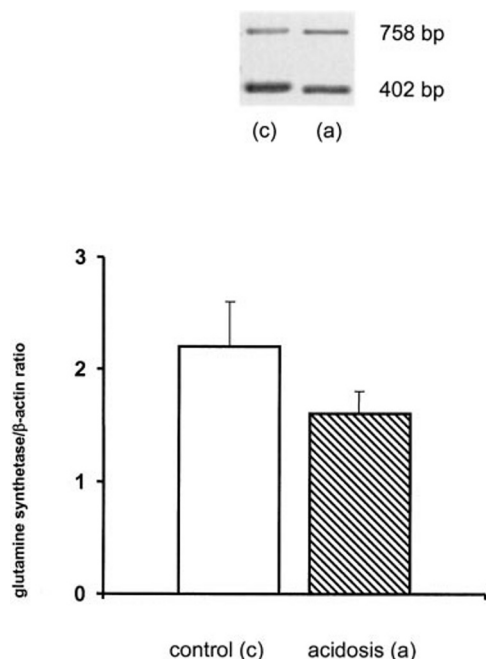 758 bp
402 bp
(c) (a)
3
2
1
0
glutamine synthetase/β-actin ratio
control (c) acidosis (a)